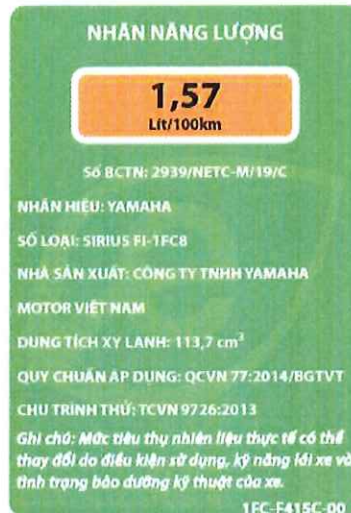 NHÃN NĂNG LƯỢNG
1,57
Lít/100km
Số BCTN: 2939/NETC-M/19/C
NHÃN HIỆU: YAMAHA
SỐ LOẠI: SIRIUS FI-1FC8
NHÀ SẢN XUẤT: CÔNG TY TNHH YAMAHA
MOTOR VIỆT NAM
DUNG TÍCH XY LANH: 113,7 cm³
QUY CHUẨN ÁP DỤNG: QCVN 77:2014/BGTVT
CHU TRÌNH THỬ: TCVN 9726:2013
Ghi chú: Mức tiêu thụ nhiên liệu thực tế có thể
thay đổi do điều kiện sử dụng, kỹ năng lái xe và
tình trạng bảo dưỡng kỹ thuật của xe.
1FC-F415C-00